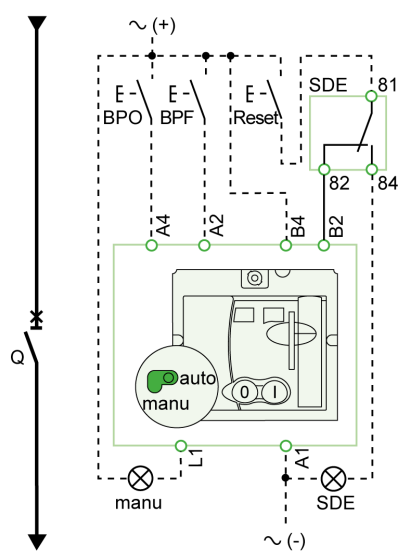 ∼ (+)
SDE 81
BPO BPF Reset
82 84
A4 A2 B4 B2
Q
auto
manu
0 I
L1 A1
manu SDE
∼ (-)